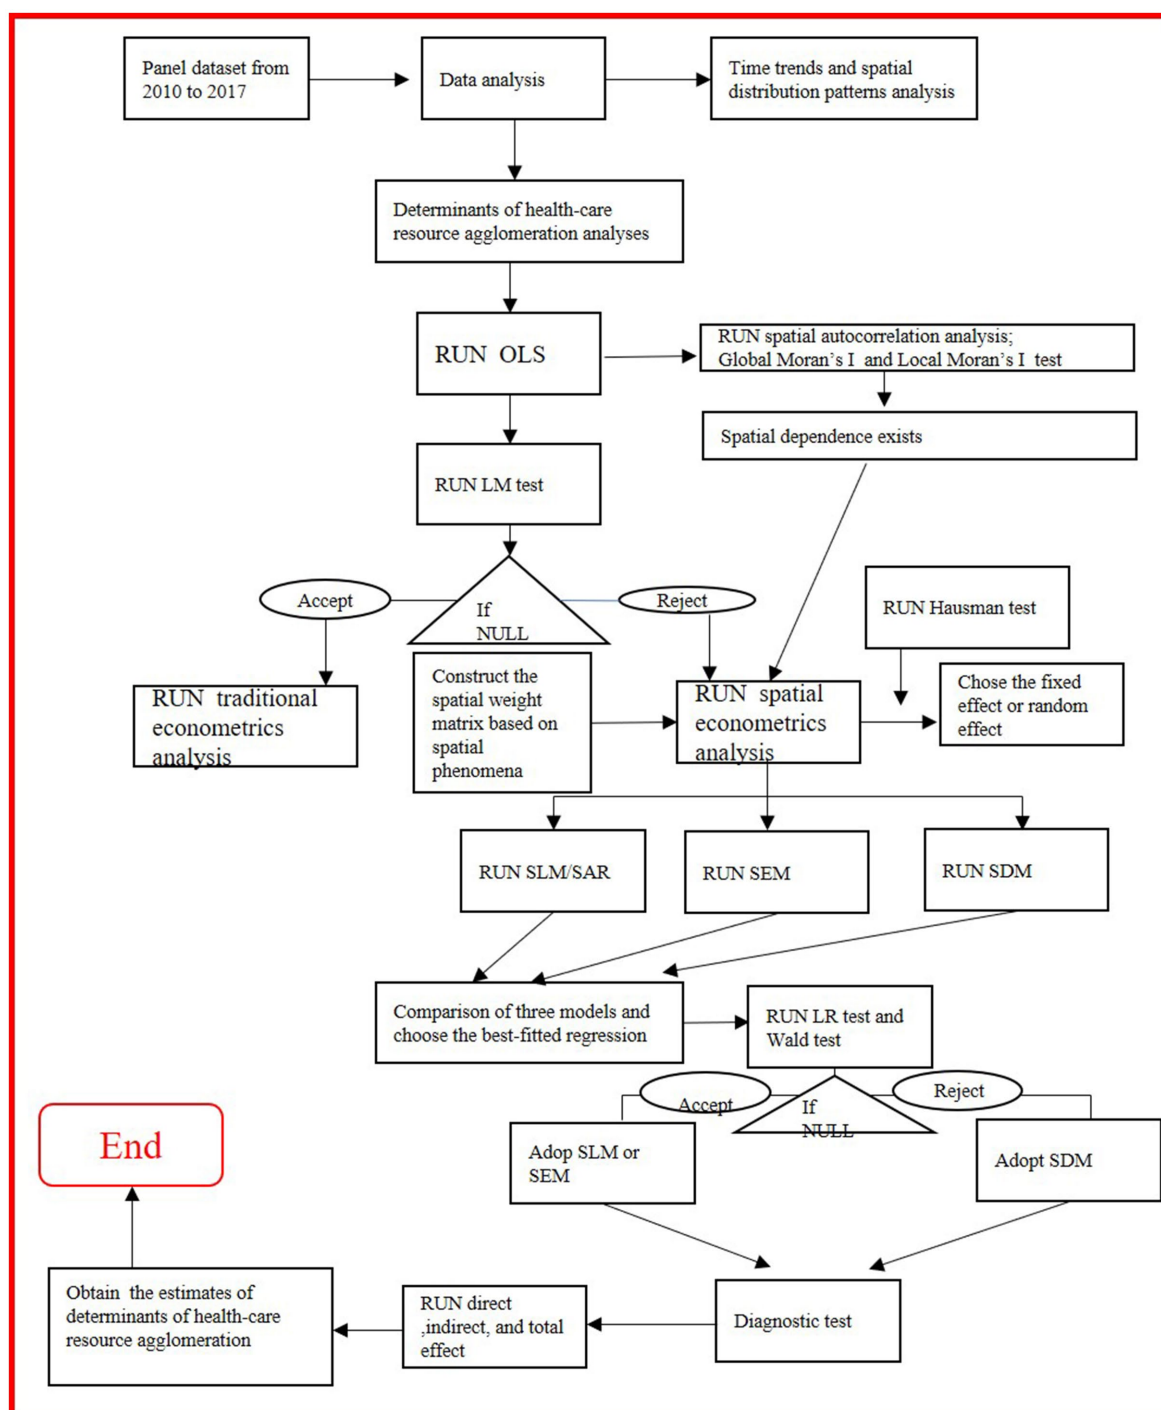 Panel dataset from
2010 to 2017
Data analysis
Time trends and spatial
distribution patterns analysis
Determinants of health-care
resource agglomeration analyses
RUN OLS
RUN spatial autocorrelation analysis;
Global Moran's I and Local Moran's I test
Spatial dependence exists
RUN LM test
Accept
If
NULL
Reject
RUN Hausman test
RUN traditional
econometrics
analysis
Construct the
spatial weight
matrix based on
spatial
phenomena
RUN spatial
econometrics
analysis
Chose the fixed
effect or random
effect
RUN SLM/SAR
RUN SEM
RUN SDM
Comparison of three models and
choose the best-fitted regression
RUN LR test and
Wald test
Accept
If
NULL
Reject
End
Adop SLM or
SEM
Adopt SDM
Obtain the estimates of
determinants of health-care
resource agglomeration
RUN direct
,indirect, and total
effect
Diagnostic test